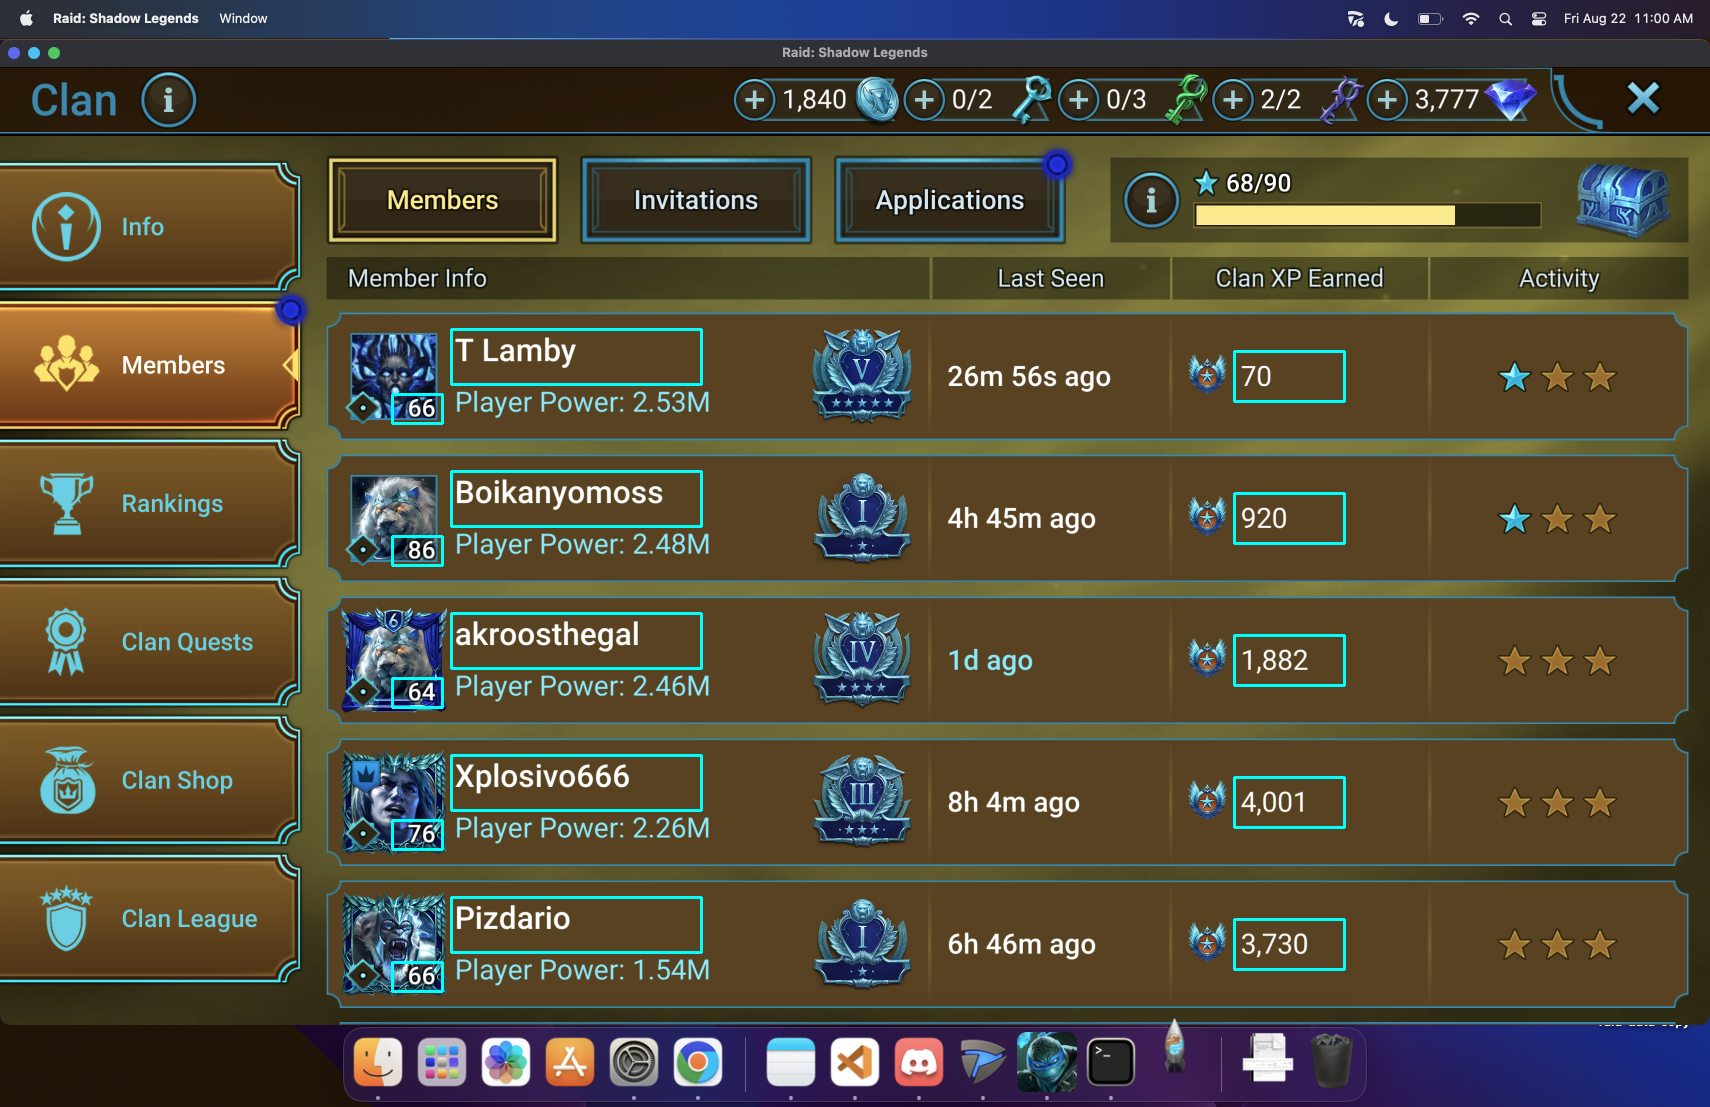 Raid: Shadow Legends Window Fri Aug 22 11:00 AM
Raid: Shadow Legends
Clan i 1,840 0/2 0/3 2/2 3,777
Members Invitations Applications i 68/90
Member Info Last Seen Clan XP Earned Activity
Info
Members
Rankings
Clan Quests
Clan Shop
Clan League
T Lamby
66 Player Power: 2.53M V 26m 56s ago 70
Boikanyomoss
86 Player Power: 2.48M I 4h 45m ago 920
6 akroosthegal
64 Player Power: 2.46M IV 1d ago 1,882
Xplosivo666
76 Player Power: 2.26M III 8h 4m ago 4,001
Pizdario
66 Player Power: 1.54M I 6h 46m ago 3,730